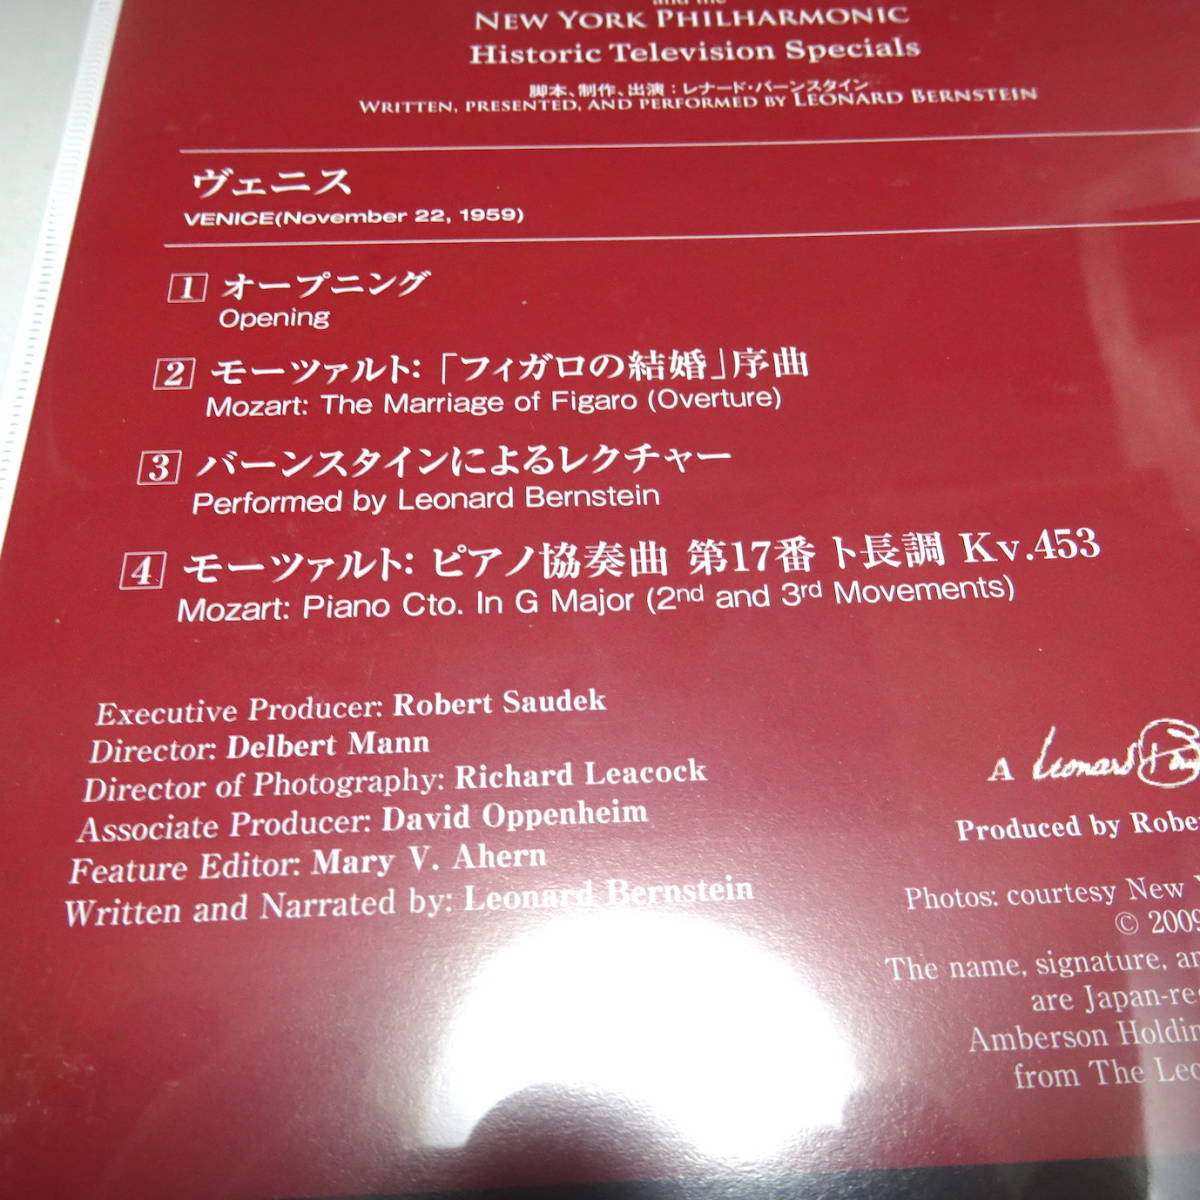 and the
NEW YORK PHILHARMONIC
Historic Television Specials
脚本、制作、出演：レナード・バーンスタイン
WRITTEN, PRESENTED, AND PERFORMED BY LEONARD BERNSTEIN
ヴェニス
VENICE(November 22, 1959)
1 オープニング
Opening
2 モーツァルト：「フィガロの結婚」序曲
Mozart: The Marriage of Figaro (Overture)
3 バーンスタインによるレクチャー
Performed by Leonard Bernstein
4 モーツァルト：ピアノ協奏曲 第17番 ト長調 Kv.453
Mozart: Piano Cto. In G Major (2nd and 3rd Movements)
Executive Producer: Robert Saudek
Director: Delbert Mann
Director of Photography: Richard Leacock
Associate Producer: David Oppenheim
Feature Editor: Mary V. Ahern
Written and Narrated by: Leonard Bernstein
A Leonard
Produced by
Photos: courtesy New
© 2009
The name, signature,
are
Amberson
from The